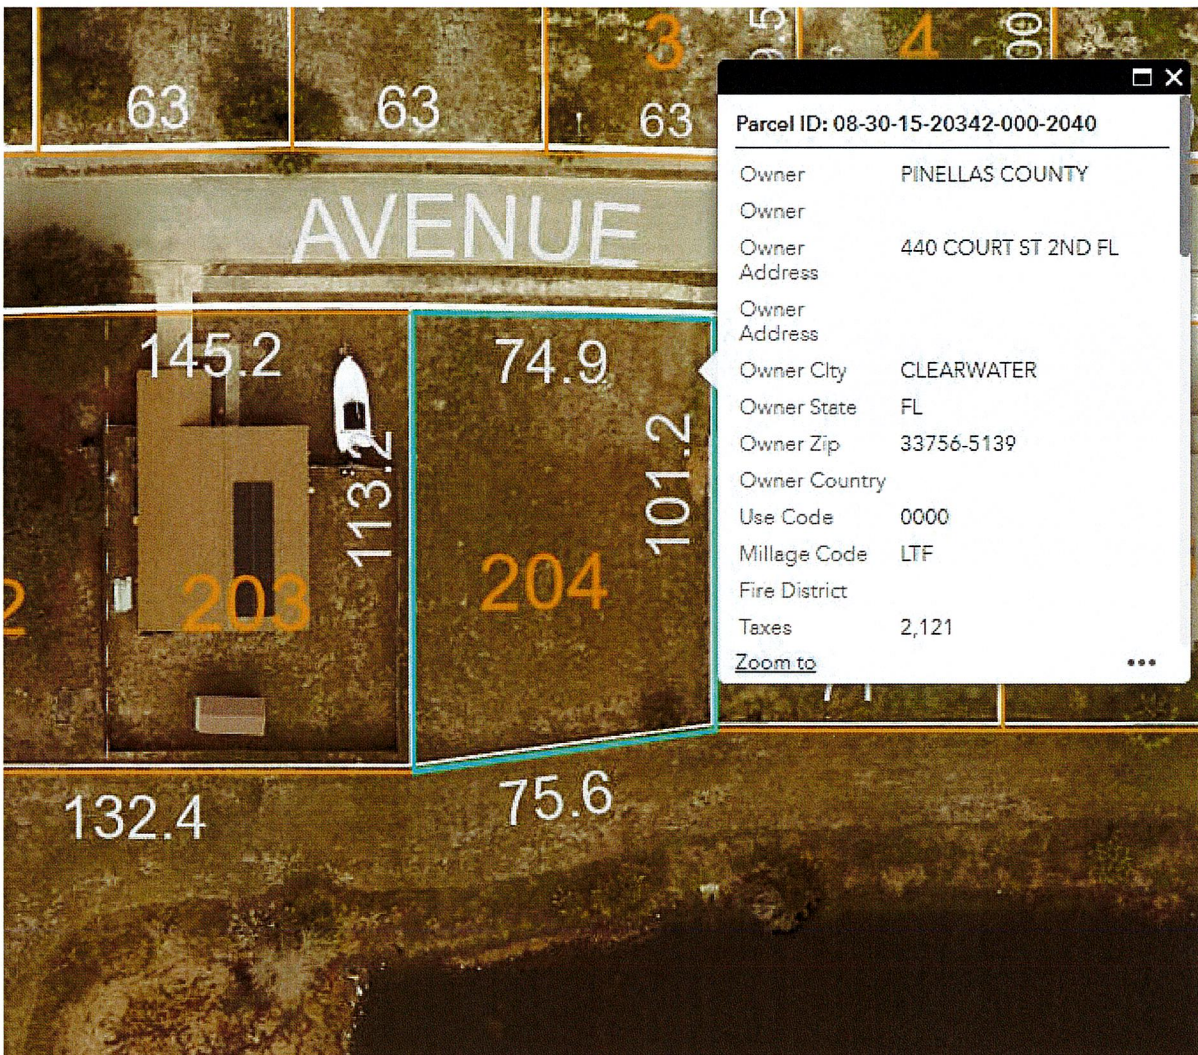 3
4
63
63
63
AVENUE
145.2
74.9
113.2
101.2
203
204
132.4
75.6
Parcel ID: 08-30-15-20342-000-2040
Owner PINELLAS COUNTY
Owner
Owner Address 440 COURT ST 2ND FL
Owner Address
Owner City CLEARWATER
Owner State FL
Owner Zip 33756-5139
Owner Country
Use Code 0000
Millage Code LTF
Fire District
Taxes 2,121
Zoom to